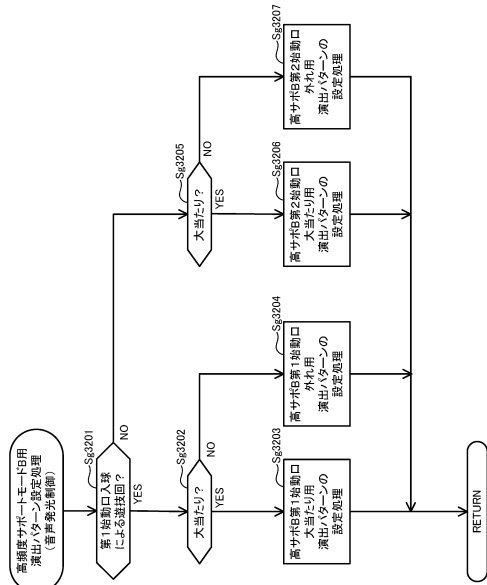 高頻度サポートモードB用
演出パターン設定処理
(音声発光制御)
Sg3201
第1始動口入球
による遊技回?
YES
NO
Sg3202
大当たり?
YES
NO
Sg3203
高サポB第1始動口
大当たり用
演出パターンの
設定処理
Sg3204
高サポB第1始動口
外れ用
演出パターンの
設定処理
Sg3205
大当たり?
YES
NO
Sg3206
高サポB第2始動口
大当たり用
演出パターンの
設定処理
Sg3207
高サポB第2始動口
外れ用
演出パターンの
設定処理
RETURN